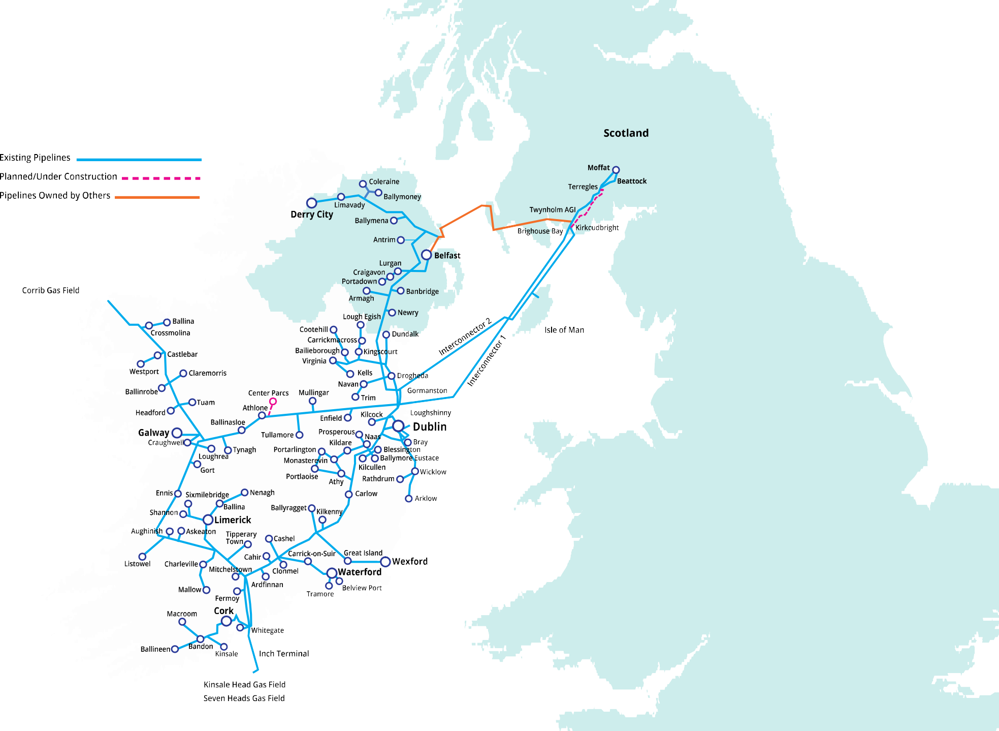 Scotland
Existing Pipelines
Planned/Under Construction
Pipelines Owned by Others
Moffat
Beattock
Terregles
Twynholm AGI
Brighouse Bay
Kirkcudbright
Coleraine
Ballymoney
Limavady
Derry City
Ballymena
Antrim
Belfast
Lurgan
Craigavon
Portadown
Armagh
Banbridge
Newry
Corrib Gas Field
Ballina
Crossmolina
Castlebar
Westport
Claremorris
Ballinrobe
Tuam
Headford
Lough Egish
Cootehill
Carrickmacross
Dundalk
Bailieborough
Kingscourt
Virginia
Kells
Drogheda
Navan
Trim
Gormanston
Interconnector 2
Interconnector 1
Isle of Man
Center Parcs
Mullingar
Athlone
Ballinasloe
Enfield
Kilcock
Loughshinny
Dublin
Galway
Craughwell
Loughrea
Tynagh
Gort
Tullamore
Prosperous
Naas
Bray
Kildare
Portarlington
Blessington
Monasterevin
Ballymore Eustace
Kilcullen
Portlaoise
Athy
Rathdrum
Wicklow
Arklow
Carlow
Ennis
Sixmilebridge
Nenagh
Ballina
Shannon
Limerick
Ballyragget
Kilkenny
Aughinish
Askeaton
Tipperary
Town
Cashel
Listowel
Charleville
Cahir
Carrick-on-Suir
Great Island
Wexford
Mitchelstown
Clonmel
Waterford
Ardfinnan
Mallow
Fermoy
Tramore
Belview Port
Cork
Macroom
Whitegate
Ballineen
Bandon
Kinsale
Inch Terminal
Kinsale Head Gas Field
Seven Heads Gas Field